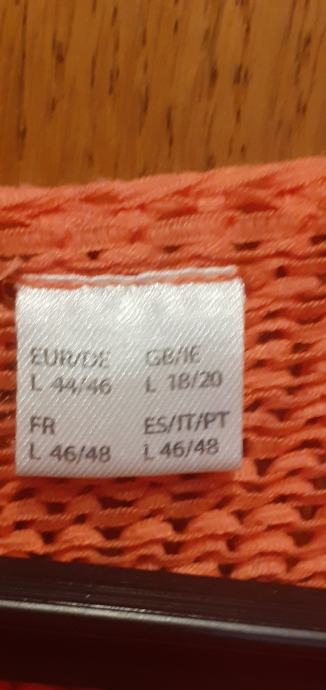 EUR/DE GB/IE
L 44/46 L 18/20
FR ES/IT/PT
L 46/48 L 46/48